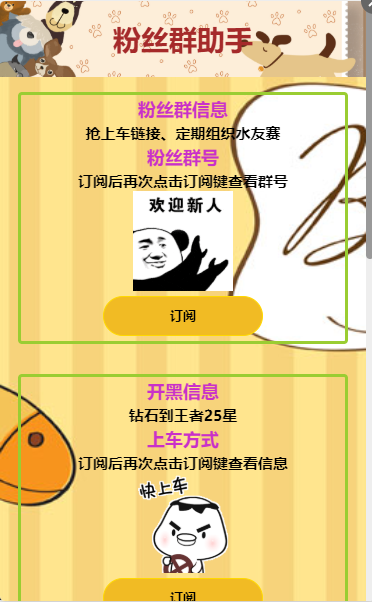 粉丝群助手
粉丝群信息
抢上车链接、定期组织水友赛
粉丝群号
订阅后再次点击订阅键查看群号
欢迎新人
订阅
开黑信息
钻石到王者25星
上车方式
订阅后再次点击订阅键查看信息
快上车
订阅